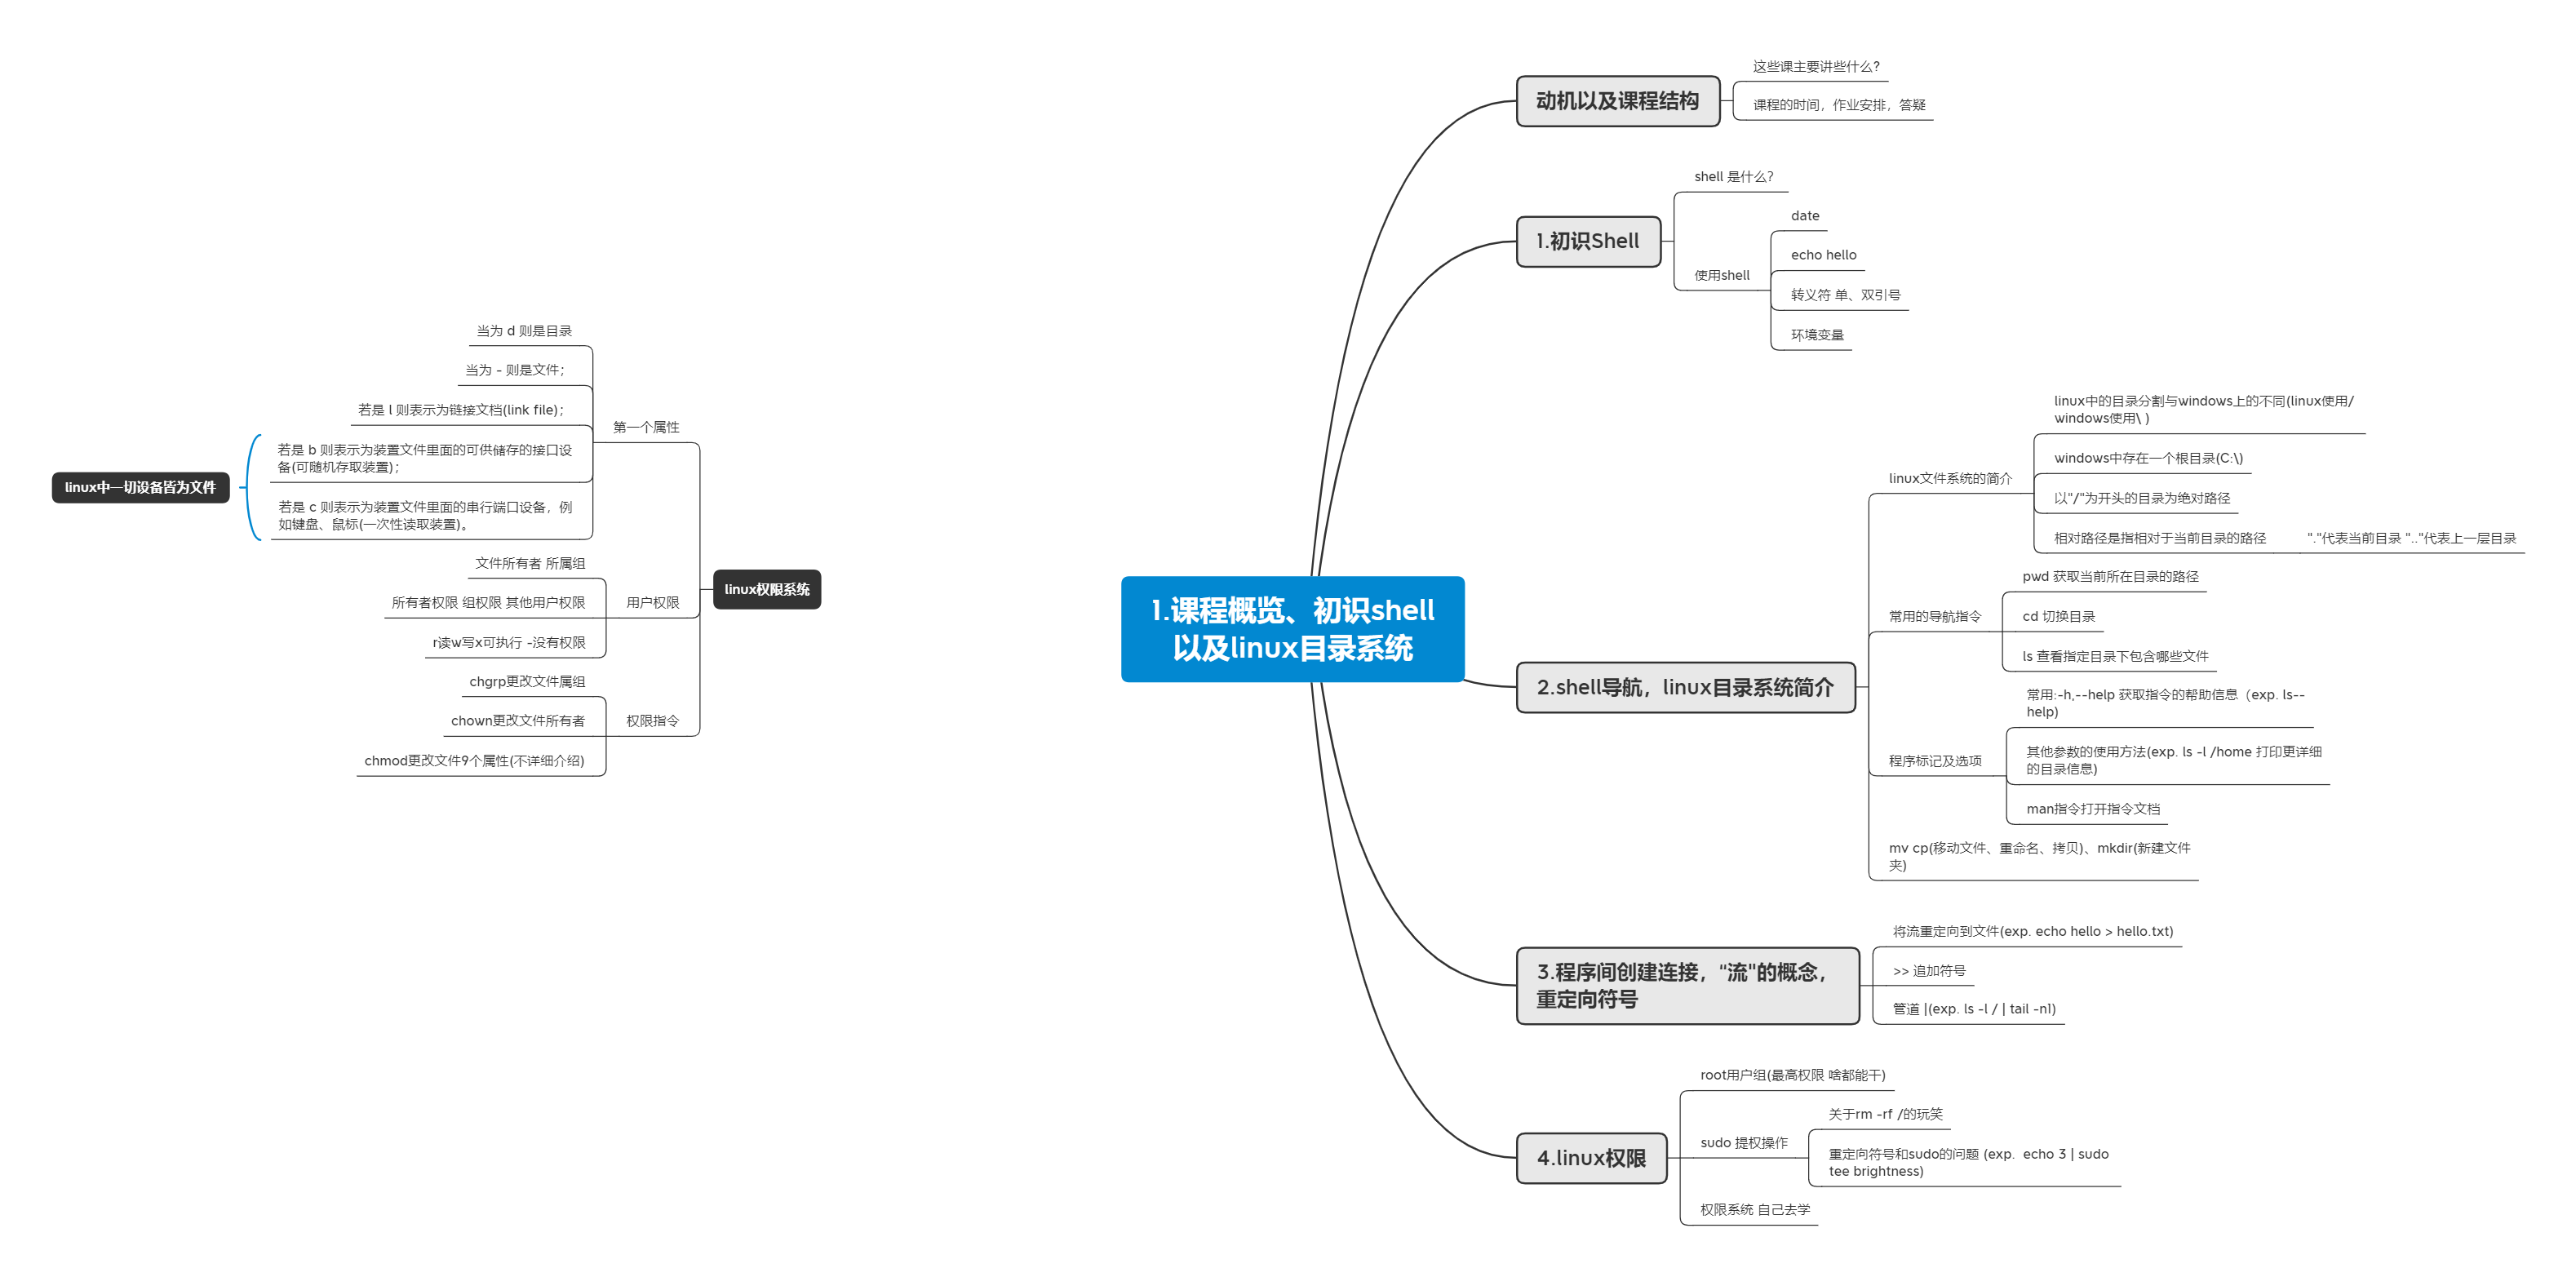 1.课程概览、初识shell
以及linux目录系统
动机以及课程结构
这些课主要讲些什么?
课程的时间，作业安排，答疑
1.初识Shell
shell 是什么?
使用shell
date
echo hello
转义符 单、双引号
环境变量
2.shell导航，linux目录系统简介
linux文件系统的简介
linux中的目录分割与windows上的不同(linux使用/
windows使用\ )
windows中存在一个根目录(C:\)
以"/"为开头的目录为绝对路径
相对路径是指相对于当前目录的路径
"."代表当前目录 ".."代表上一层目录
常用的导航指令
pwd 获取当前所在目录的路径
cd 切换目录
ls 查看指定目录下包含哪些文件
程序标记及选项
常用:-h,--help 获取指令的帮助信息（exp. ls--
help)
其他参数的使用方法(exp. ls -l /home 打印更详细
的目录信息)
man指令打开指令文档
mv cp(移动文件、重命名、拷贝)、mkdir(新建文件
夹)
3.程序间创建连接，"流"的概念，
重定向符号
将流重定向到文件(exp. echo hello > hello.txt)
>> 追加符号
管道 |(exp. ls -l / | tail -n1)
4.linux权限
root用户组(最高权限 啥都能干)
sudo 提权操作
关于rm -rf /的玩笑
重定向符号和sudo的问题 (exp.  echo 3 | sudo
tee brightness)
权限系统 自己去学
linux权限系统
第一个属性
当为 d 则是目录
当为 - 则是文件；
若是 l 则表示为链接文档(link file)；
若是 b 则表示为装置文件里面的可供储存的接口设
备(可随机存取装置)；
若是 c 则表示为装置文件里面的串行端口设备，例
如键盘、鼠标(一次性读取装置)。
linux中一切设备皆为文件
用户权限
文件所有者 所属组
所有者权限 组权限 其他用户权限
r读w写x可执行 -没有权限
权限指令
chgrp更改文件属组
chown更改文件所有者
chmod更改文件9个属性(不详细介绍)